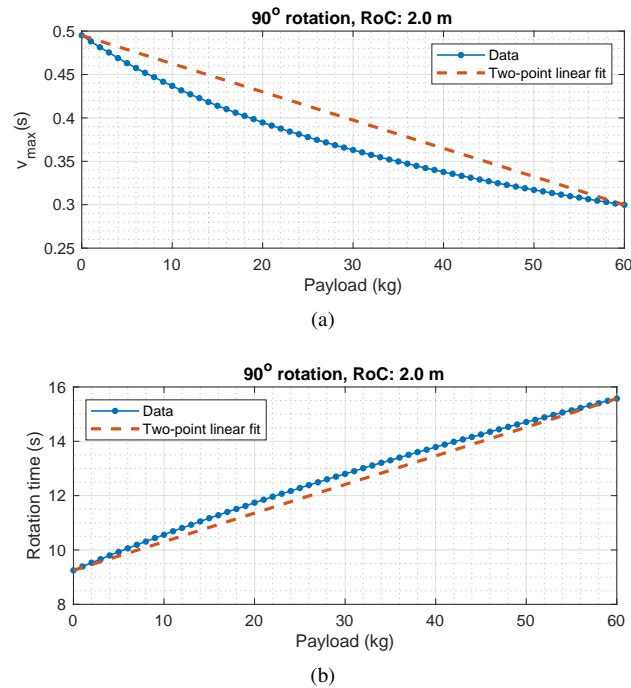 90° rotation, RoC: 2.0 m
0.5
0.45
0.4
0.35
0.3
0.25
v_max(s)
Data
Two-point linear fit
0 10 20 30 40 50 60
Payload (kg)
(a)
90° rotation, RoC: 2.0 m
16
14
12
10
8
Rotation time (s)
Data
Two-point linear fit
0 10 20 30 40 50 60
Payload (kg)
(b)